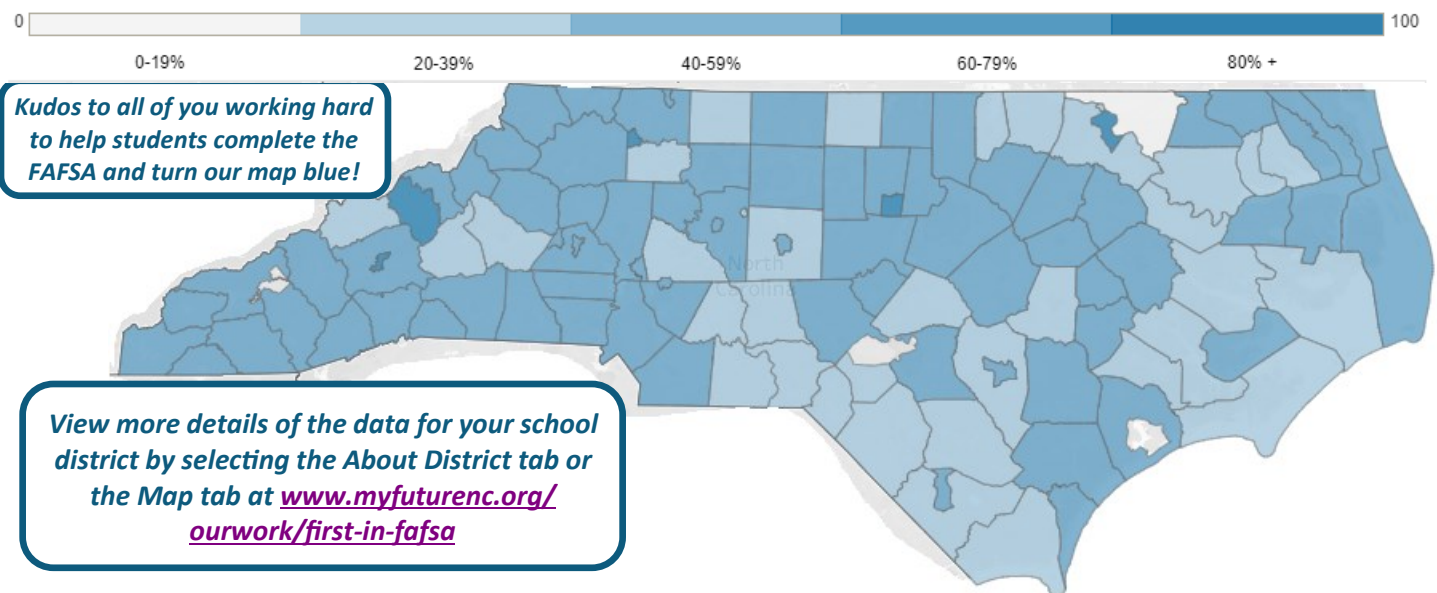 0
100
0-19%
20-39%
40-59%
60-79%
80% +
Kudos to all of you working hard
to help students complete the
FAFSA and turn our map blue!
North
Carolina
View more details of the data for your school
district by selecting the About District tab or
the Map tab at www.myfuturenc.org/
ourwork/first-in-fafsa